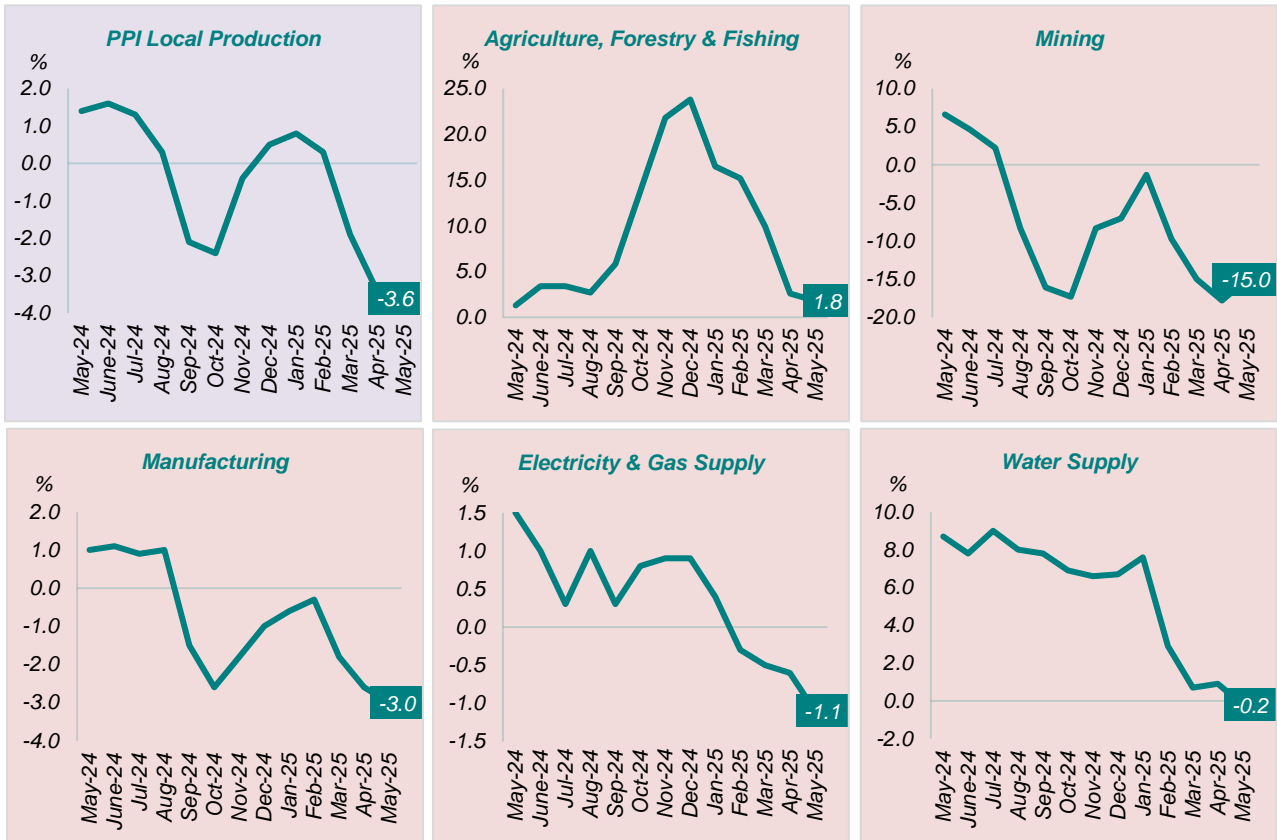 PPI Local Production
%
2.0
1.0
0.0
-1.0
-2.0
-3.0
-4.0
-3.6
May-24
June-24
Jul-24
Aug-24
Sep-24
Oct-24
Nov-24
Dec-24
Jan-25
Feb-25
Mar-25
Apr-25
May-25
Agriculture, Forestry & Fishing
%
25.0
20.0
15.0
10.0
5.0
0.0
1.8
May-24
June-24
Jul-24
Aug-24
Sep-24
Oct-24
Nov-24
Dec-24
Jan-25
Feb-25
Mar-25
Apr-25
May-25
Mining
%
10.0
5.0
0.0
-5.0
-10.0
-15.0
-20.0
-15.0
May-24
June-24
Jul-24
Aug-24
Sep-24
Oct-24
Nov-24
Dec-24
Jan-25
Feb-25
Mar-25
Apr-25
May-25
Manufacturing
%
2.0
1.0
0.0
-1.0
-2.0
-3.0
-4.0
-3.0
May-24
June-24
Jul-24
Aug-24
Sep-24
Oct-24
Nov-24
Dec-24
Jan-25
Feb-25
Mar-25
Apr-25
May-25
Electricity & Gas Supply
%
1.5
1.0
0.5
0.0
-0.5
-1.0
-1.5
-1.1
May-24
June-24
Jul-24
Aug-24
Sep-24
Oct-24
Nov-24
Dec-24
Jan-25
Feb-25
Mar-25
Apr-25
May-25
Water Supply
%
10.0
8.0
6.0
4.0
2.0
0.0
-2.0
-0.2
May-24
June-24
Jul-24
Aug-24
Sep-24
Oct-24
Nov-24
Dec-24
Jan-25
Feb-25
Mar-25
Apr-25
May-25